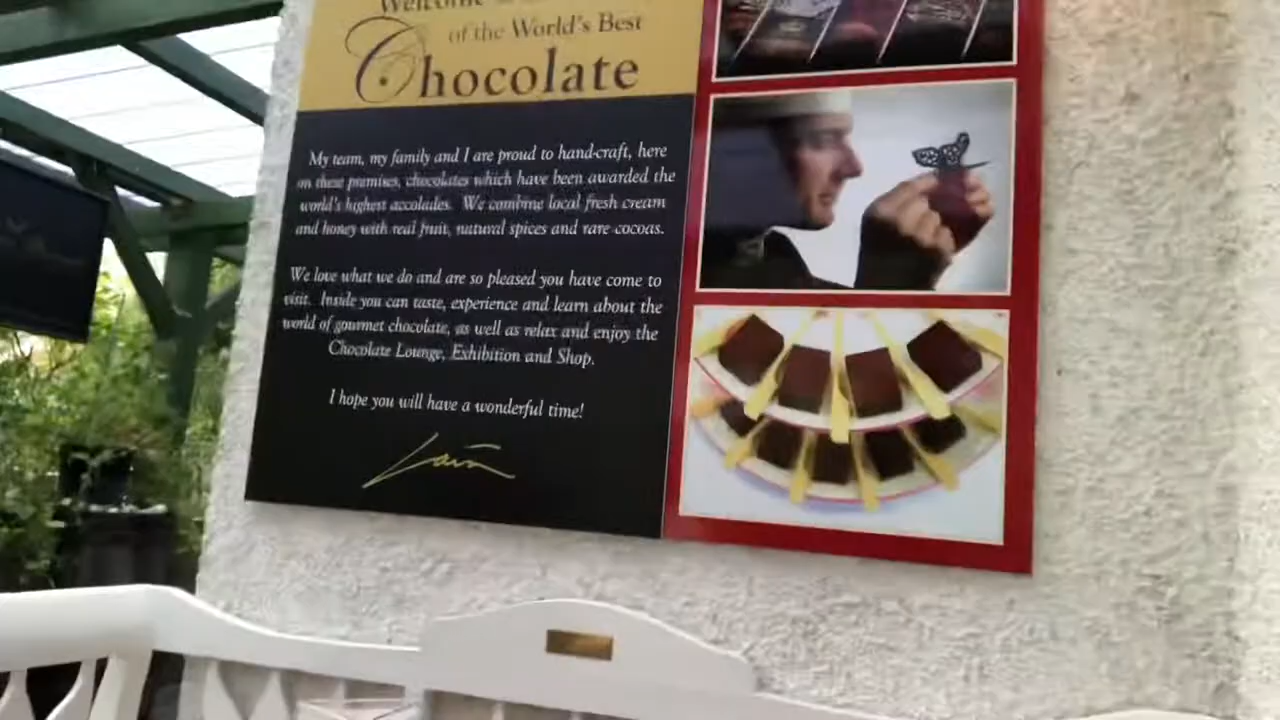 Welcome
of the World's Best
Chocolate
My team, my family and I are proud to hand-craft, here
on these premises, chocolates which have been awarded the
world's highest accolades. We combine local fresh cream
and honey with real fruit, natural spices and rare cocoas.
We love what we do and are so pleased you have come to
visit. Inside you can taste, experience and learn about the
world of gourmet chocolate, as well as relax and enjoy the
Chocolate Lounge, Exhibition and Shop.
I hope you will have a wonderful time!